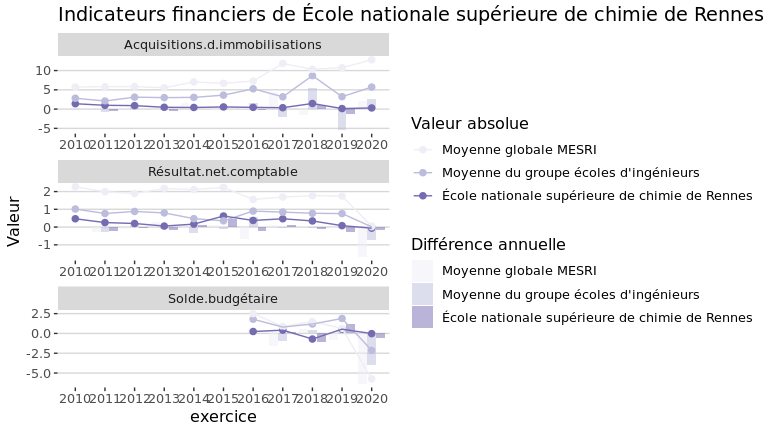 Indicateurs financiers de École nationale supérieure de chimie de Rennes
Acquisitions.d.immobilisations
10
5
0
-5
2010 2011 2012 2013 2014 2015 2016 2017 2018 2019 2020
Résultat.net.comptable
2
1
0
-1
2010 2011 2012 2013 2014 2015 2016 2017 2018 2019 2020
Solde.budgétaire
2.5
0.0
-2.5
-5.0
2010 2011 2012 2013 2014 2015 2016 2017 2018 2019 2020
exercice
Valeur
Valeur absolue
Moyenne globale MESRI
Moyenne du groupe écoles d'ingénieurs
École nationale supérieure de chimie de Rennes
Différence annuelle
Moyenne globale MESRI
Moyenne du groupe écoles d'ingénieurs
École nationale supérieure de chimie de Rennes